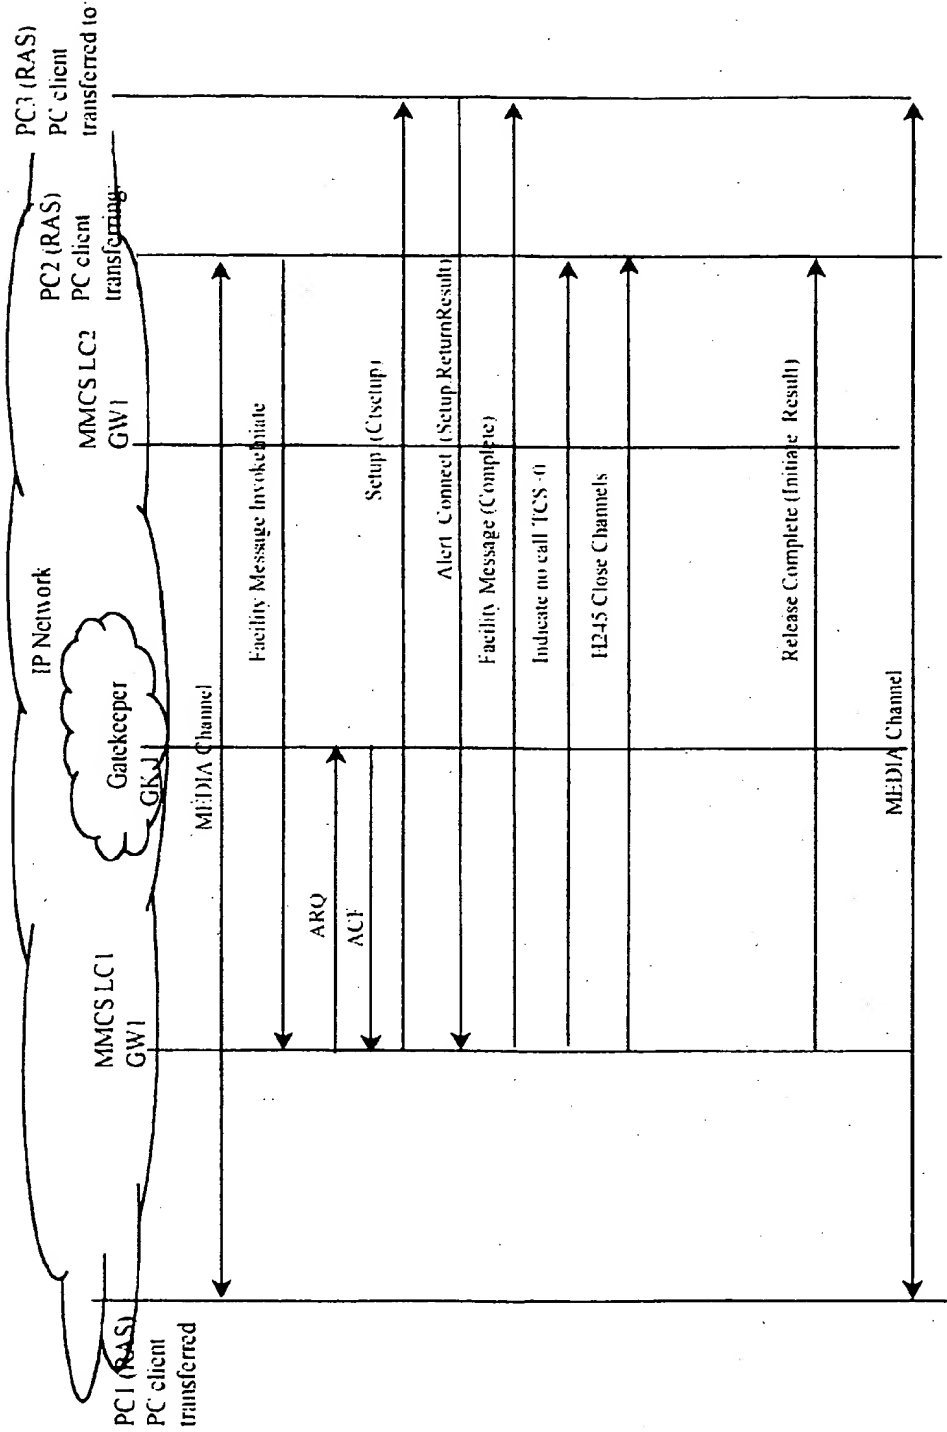 PC1 (RAS)
PC client
transferred
MMCS LC1
GW1
Gatekeeper
GK1
IP Network
MMCS LC2
GW1
PC2 (RAS)
PC client
transferring
PC3 (RAS)
PC client
transferred to
MEDIA Channel
Facility Message Invoke
ARQ
ACF
Setup (Ctsetup)
Alert Connect (Setup.ReturnResult)
Facility Message (Complete)
Indicate no call TCS -0
H245 Close Channels
Release Complete (Initiate Result)
MEDIA Channel